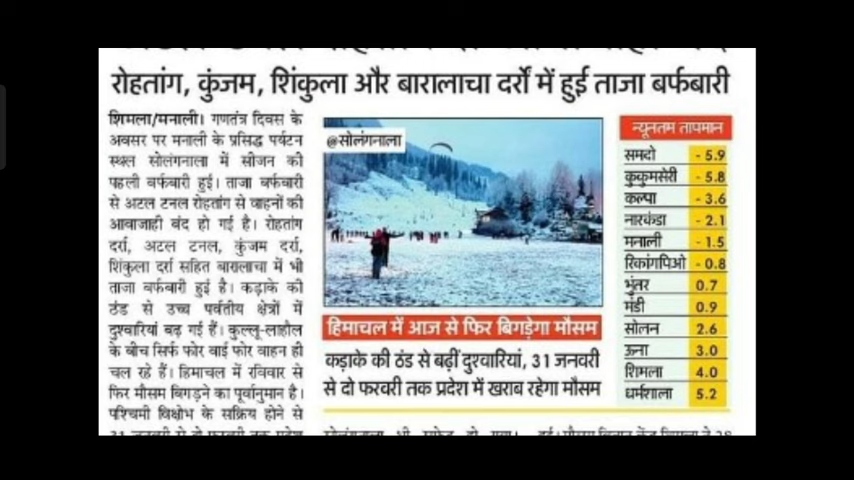 रोहतांग, कुंजम, शिंकुला और बारालाचा दर्रों में हुई ताजा बर्फबारी
शिमला/मनाली। गणतंत्र दिवस के
अवसर पर मनाली के प्रसिद्ध पर्यटन
स्थल सोलंगनाला में सीजन की
पहली बर्फबारी हुई। ताजा बर्फबारी
से अटल टनल रोहतांग से वाहनों की
आवाजाही बंद हो गई है। रोहतांग
दर्रा, अटल टनल, कुंजम दर्रा,
शिंकुला दर्रा सहित बारालाचा में भी
ताजा बर्फबारी हुई है। कड़ाके की
ठंड से उच्च पर्वतीय क्षेत्रों में
दुश्वारियां बढ़ गई हैं। कुल्लू-लाहौल
के बीच सिर्फ फोर बाई फोर वाहन ही
चल रहे हैं। हिमाचल में रविवार से
फिर मौसम बिगड़ने का पूर्वानुमान है।
पश्चिमी विक्षोभ के सक्रिय होने से
@सोलंगनाला
हिमाचल में आज से फिर बिगड़ेगा मौसम
कड़ाके की ठंड से बढ़ीं दुश्वारियां, 31 जनवरी
से दो फरवरी तक प्रदेश में खराब रहेगा मौसम
न्यूनतम तापमान
समदो - 5.9
कुकुमसेरी - 5.8
कल्पा - 3.6
नारकंडा - 2.1
मनाली - 1.5
रिकांगपिओ - 0.8
भुंतर 0.7
मंडी 0.9
सोलन 2.6
ऊना 3.0
शिमला 4.0
धर्मशाला 5.2